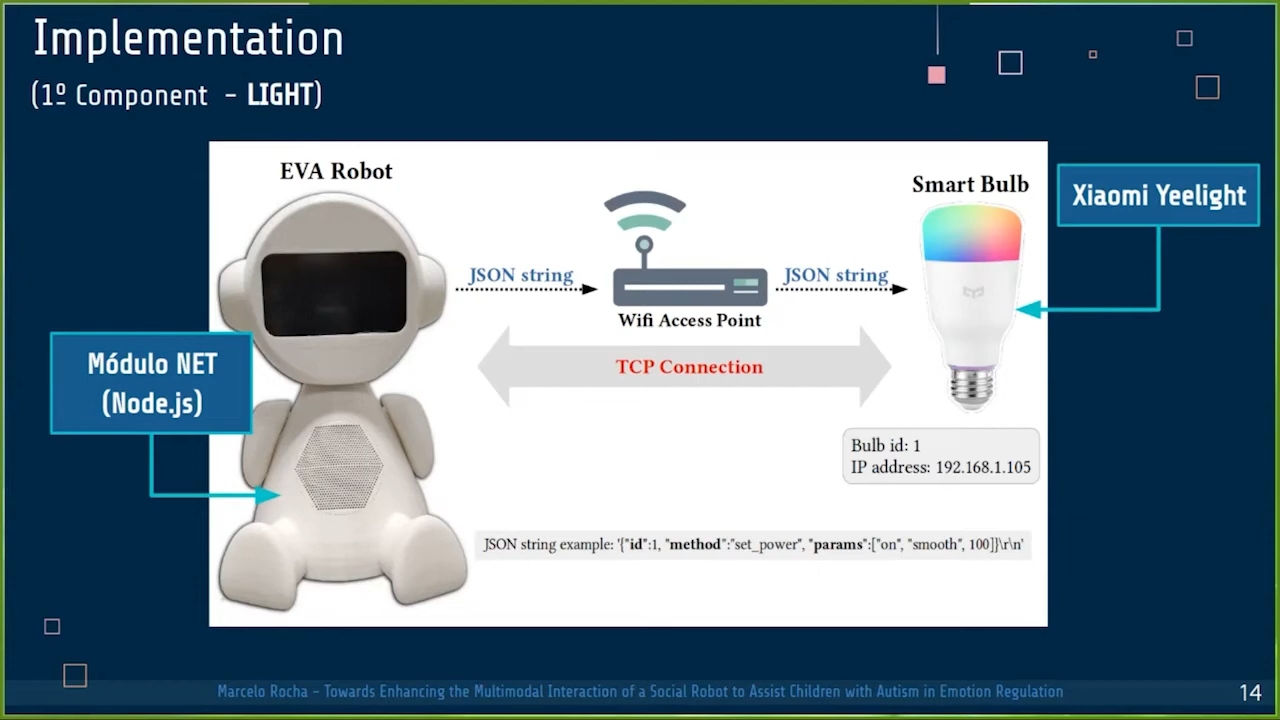 Implementation
(1º Component - LIGHT)
EVA Robot
Smart Bulb
Xiaomi Yeelight
JSON string
JSON string
Wifi Access Point
TCP Connection
Módulo NET
(Node.js)
Bulb id: 1
IP address: 192.168.1.105
JSON string example: '{"id":1, "method":"set_power", "params":["on", "smooth", 100]}\r\n'
Marcelo Rocha - Towards Enhancing the Multimodal Interaction of a Social Robot to Assist Children with Autism in Emotion Regulation
14